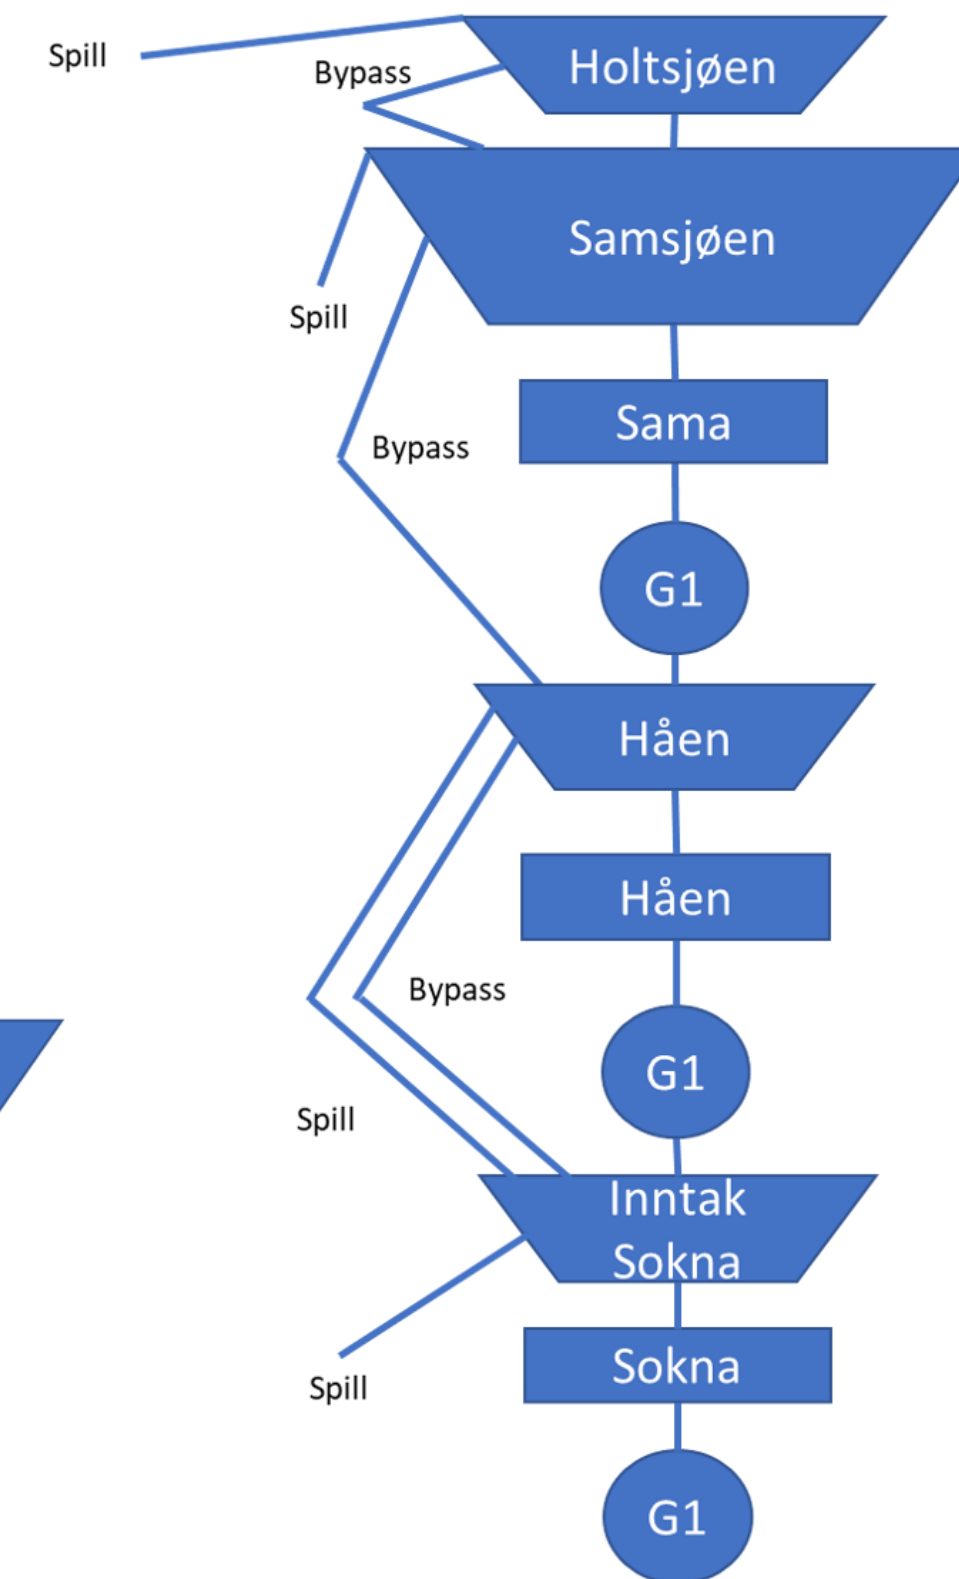 Spill
Holtsjøen
Bypass
Samsjøen
Spill
Sama
Bypass
G1
Håen
Håen
Bypass
G1
Spill
Inntak
Sokna
Spill
Sokna
G1